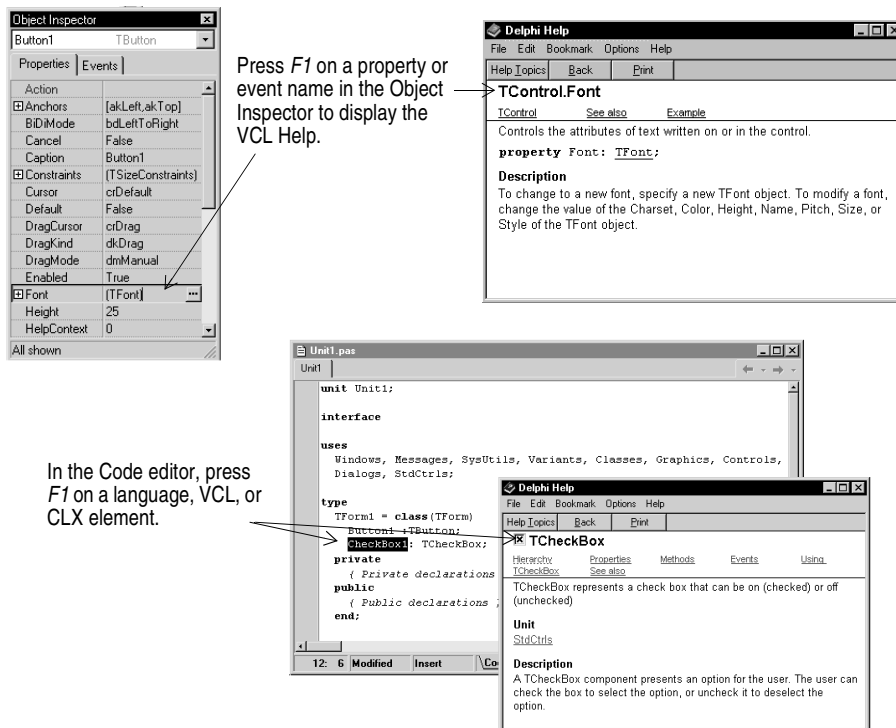 Object Inspector
Button1 TButton
Properties Events
Action
Anchors [akLeft,akTop]
BiDiMode bdLeftToRight
Cancel False
Caption Button1
Constraints (TSizeConstraints)
Cursor crDefault
Default False
DragCursor crDrag
DragKind dkDrag
DragMode dmManual
Enabled True
Font (TFont)
Height 25
HelpContext 0
All shown
Press F1 on a property or
event name in the Object
Inspector to display the
VCL Help.
Delphi Help
File Edit Bookmark Options Help
Help Topics Back Print
TControl.Font
TControl See also Example
Controls the attributes of text written on or in the control.
property Font: TFont;
Description
To change to a new font, specify a new TFont object. To modify a font,
change the value of the Charset, Color, Height, Name, Pitch, Size, or
Style of the TFont object.
In the Code editor, press
F1 on a language, VCL, or
CLX element.
Unit1.pas
Unit1
unit Unit1;
interface
uses
Windows, Messages, SysUtils, Variants, Classes, Graphics, Controls,
Dialogs, StdCtrls;
type
TForm1 = class(TForm)
Button1 :TButton;
CheckBox1: TCheckBox;
private
{ Private declarations
public
{ Public declarations }
end;
12: 6 Modified Insert \Co
Delphi Help
File Edit Bookmark Options Help
Help Topics Back Print
TCheckBox
Hierarchy Properties Methods Events Using
TCheckBox See also
TCheckBox represents a check box that can be on (checked) or off
(unchecked)
Unit
StdCtrls
Description
A TCheckBox component presents an option for the user. The user can
check the box to select the option, or uncheck it to deselect the
option.